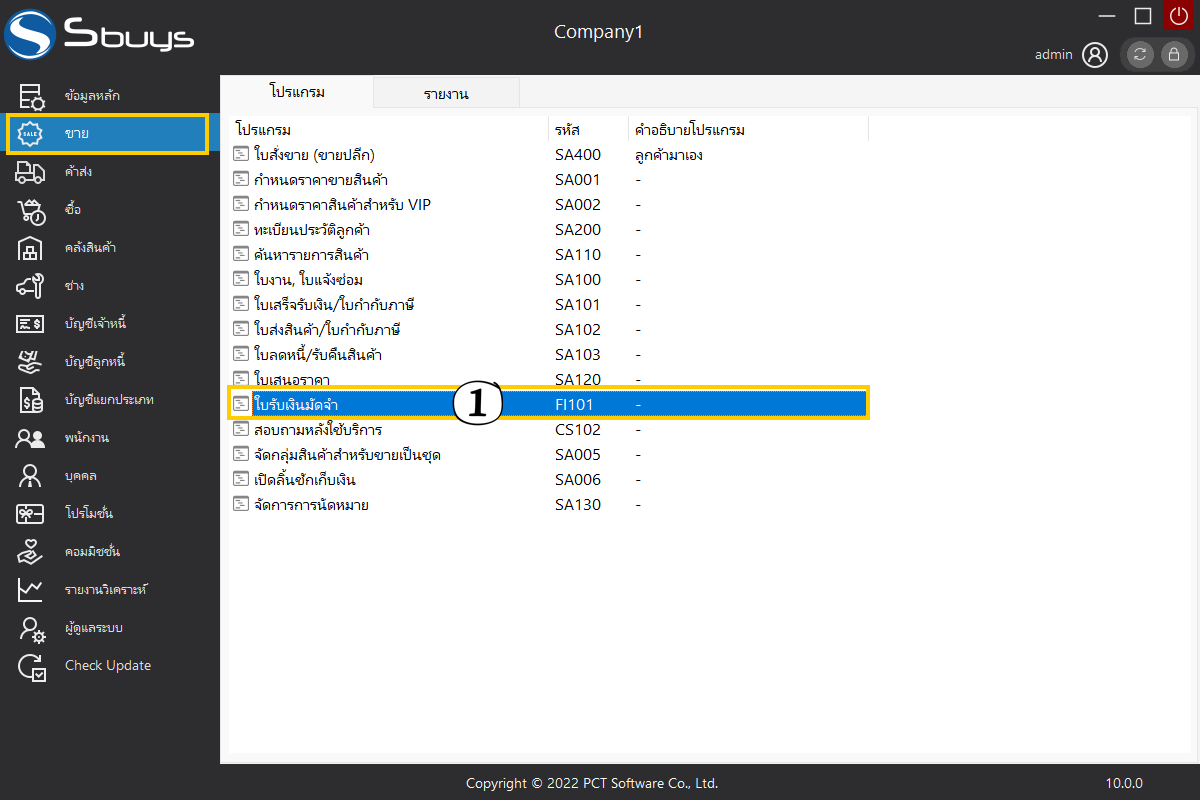 Sbuys
Company1
admin
ข้อมูลหลัก
ขาย
ค้าส่ง
ซื้อ
คลังสินค้า
ช่าง
บัญชีเจ้าหนี้
บัญชีลูกหนี้
บัญชีแยกประเภท
พนักงาน
บุคคล
โปรโมชั่น
คอมมิชชั่น
รายงานวิเคราะห์
ผู้ดูแลระบบ
Check Update
SALE
โปรแกรม รายงาน
โปรแกรม รหัส คำอธิบายโปรแกรม
ใบสั่งขาย (ขายปลีก) SA400 ลูกค้ามาเอง
กำหนดราคาขายสินค้า SA001 -
กำหนดราคาสินค้าสำหรับ VIP SA002 -
ทะเบียนประวัติลูกค้า SA200 -
ค้นหารายการสินค้า SA110 -
ใบงาน, ใบแจ้งซ่อม SA100 -
ใบเสร็จรับเงิน/ใบกำกับภาษี SA101 -
ใบส่งสินค้า/ใบกำกับภาษี SA102 -
ใบลดหนี้/รับคืนสินค้า SA103 -
ใบเสนอราคา SA120 -
ใบรับเงินมัดจำ 1 FI101 -
สอบถามหลังใช้บริการ CS102 -
จัดกลุ่มสินค้าสำหรับขายเป็นชุด SA005 -
เปิดลิ้นชักเก็บเงิน SA006 -
จัดการการนัดหมาย SA130 -
Copyright © 2022 PCT Software Co., Ltd.
10.0.0